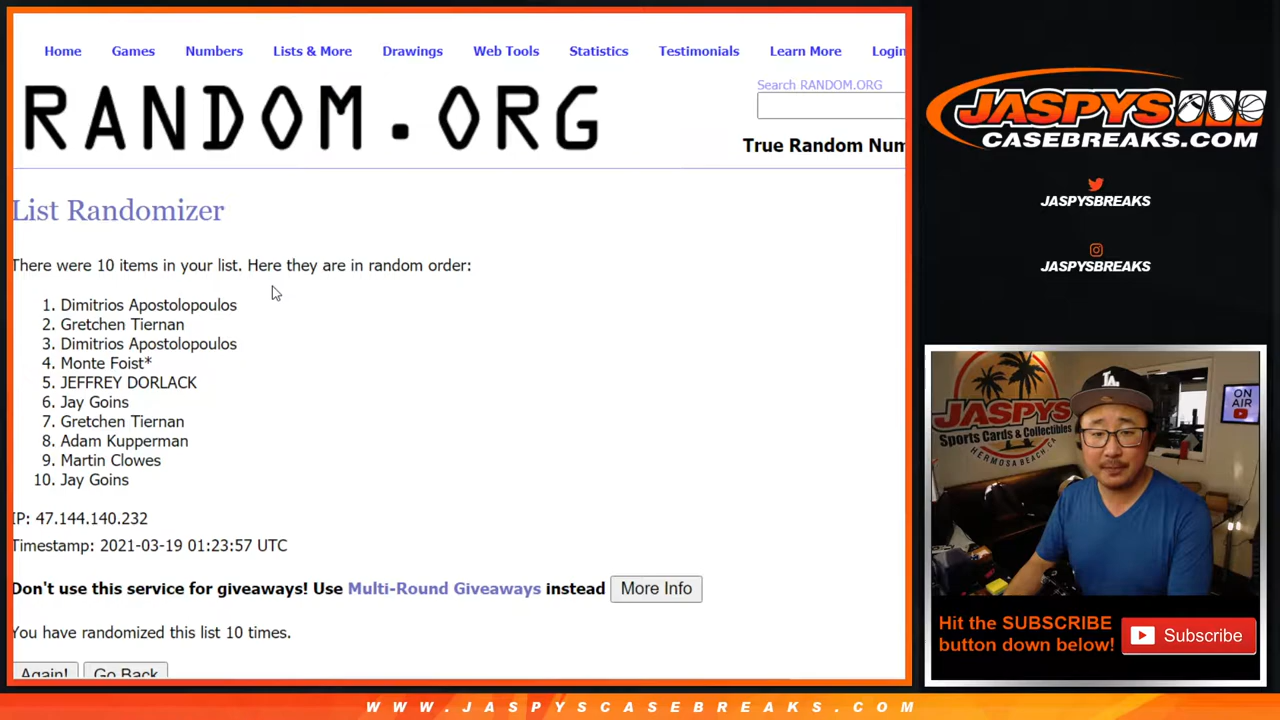 Home Games Numbers Lists & More Drawings Web Tools Statistics Testimonials Learn More Login
RANDOM.ORG
Search RANDOM.ORG
True Random Num
List Randomizer
There were 10 items in your list. Here they are in random order:
1. Dimitrios Apostolopoulos
2. Gretchen Tiernan
3. Dimitrios Apostolopoulos
4. Monte Foist*
5. JEFFREY DORLACK
6. Jay Goins
7. Gretchen Tiernan
8. Adam Kupperman
9. Martin Clowes
10. Jay Goins
IP: 47.144.140.232
Timestamp: 2021-03-19 01:23:57 UTC
Don't use this service for giveaways! Use Multi-Round Giveaways instead More Info
You have randomized this list 10 times.
Again! Go Back
JASPYS
CASEBREAKS.COM
JASPYSBREAKS
JASPYSBREAKS
JASPYS
Sports Cards & Collectibles
HERMOSA BEACH, CA
LA
ON
AIR
Hit the SUBSCRIBE
button down below!
Subscribe
WWW.JASPYSCASEBREAKS.COM